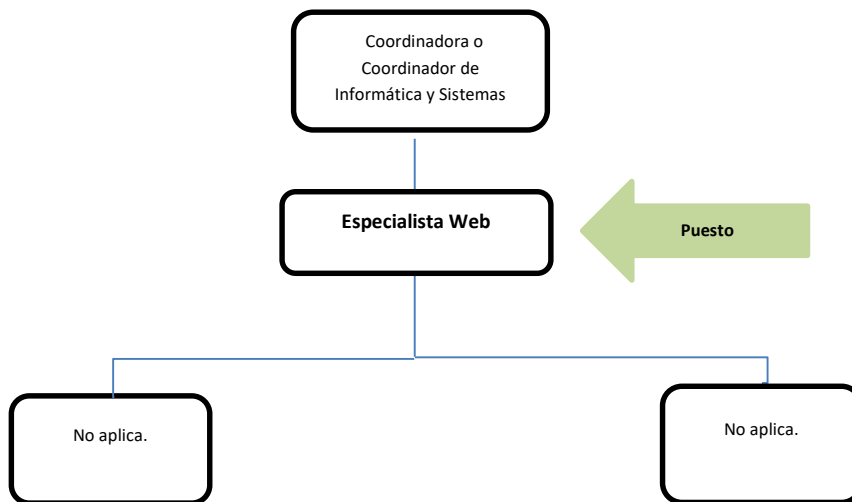 Coordinadora o
Coordinador de
Informática y Sistemas
Especialista Web
Puesto
No aplica.
No aplica.